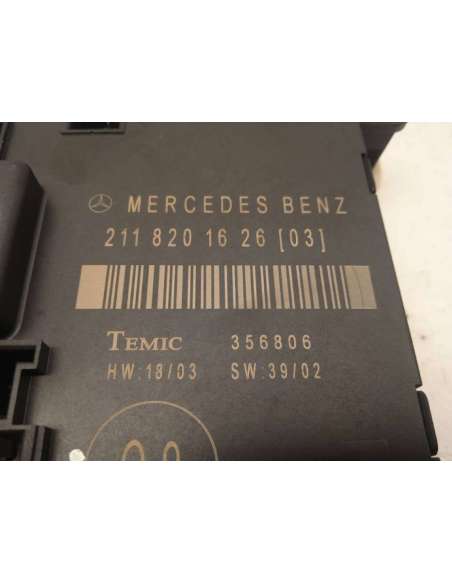 MERCEDES BENZ
211 820 16 26 [03]
TEMIC 356806
HW:18/03 SW:39/02